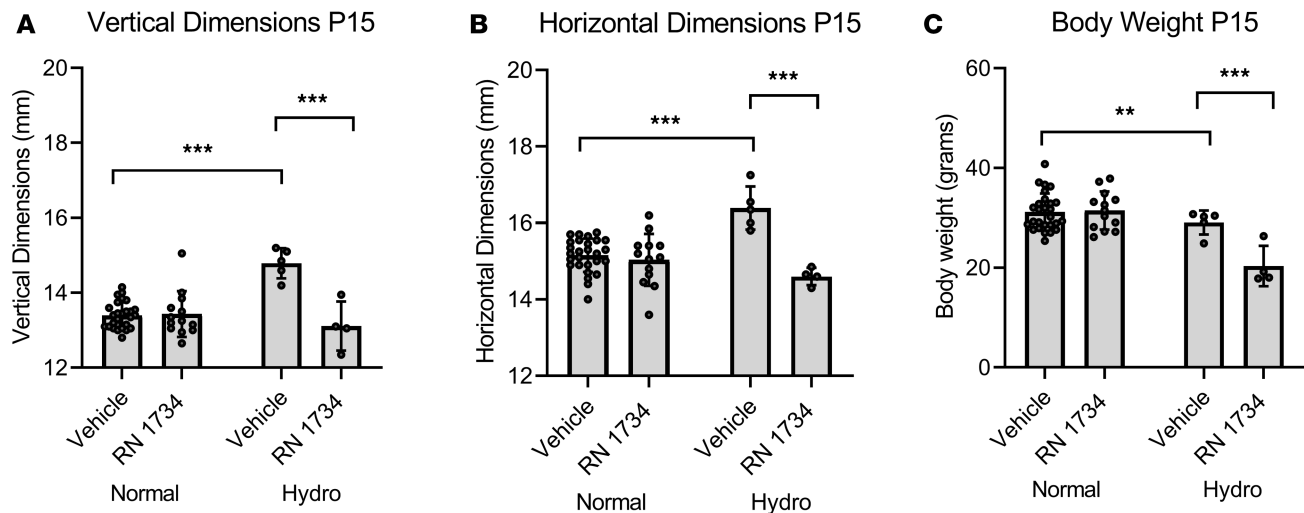 A Vertical Dimensions P15
Vertical Dimensions (mm)
20
18
16
14
12
***
***
Vehicle
RN 1734
Vehicle
RN 1734
Normal
Hydro
B Horizontal Dimensions P15
Horizontal Dimensions (mm)
20
18
16
14
12
***
***
Vehicle
RN 1734
Vehicle
RN 1734
Normal
Hydro
C Body Weight P15
Body weight (grams)
60
40
20
0
**
***
Vehicle
RN 1734
Vehicle
RN 1734
Normal
Hydro